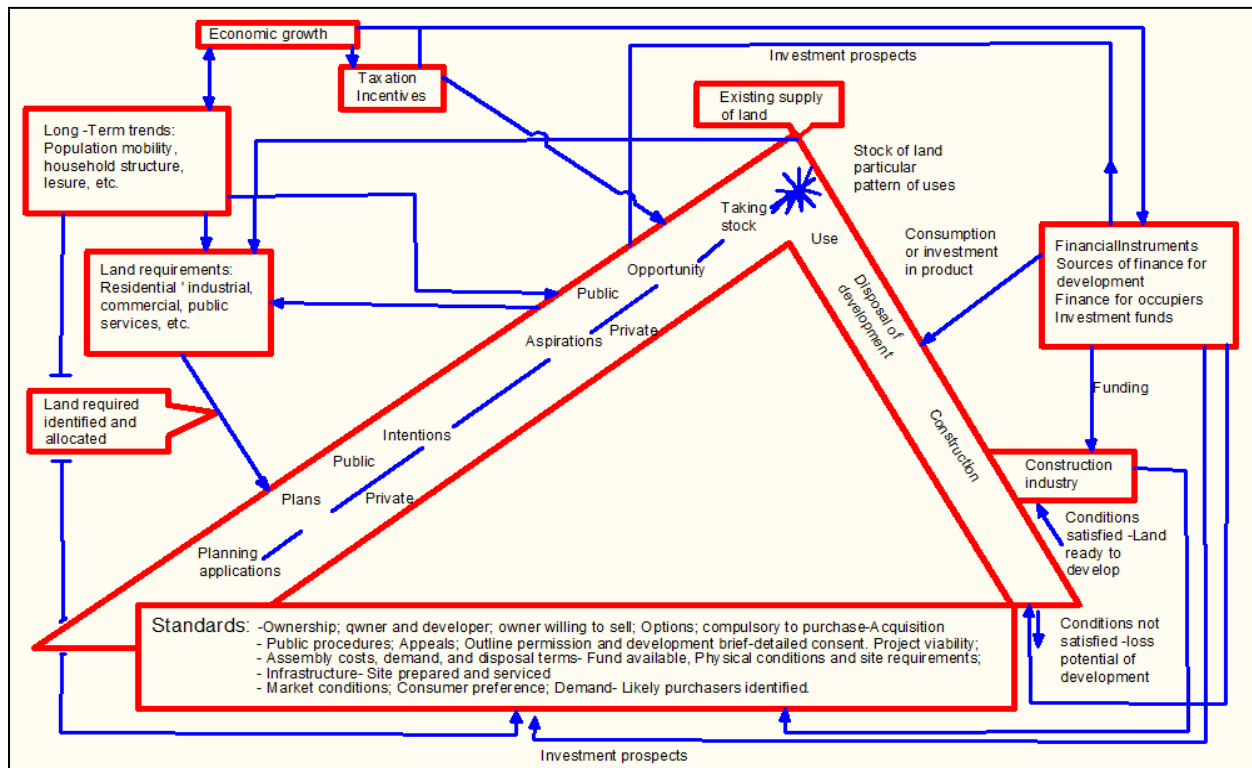 Economic growth
Investment prospects
Taxation
Incentives
Existing supply
of land
Long -Term trends:
Population mobility,
household structure,
lesure, etc.
Stock of land
particular
pattern of uses
Taking
stock
Use
Consumption
or investment
in product
FinancialInstruments
Sources of finance for
development
Finance for occupiers
Investment funds
Land requirements:
Residential ' industrial,
commercial, public
services, etc.
Opportunity
Public
Private
Aspirations
Disposal of
development
Funding
Land required
identified and
allocated
Intentions
Construction
Public
Private
Plans
Construction
industry
Planning
applications
Conditions
satisfied -Land
ready to
develop
Standards: -Ownership; qwner and developer; owner willing to sell; Options; compulsory to purchase-Acquisition
- Public procedures; Appeals; Outline permission and development brief-detailed consent. Project viability;
- Assembly costs, demand, and disposal terms- Fund available, Physical conditions and site requirements;
- Infrastructure- Site prepared and serviced
- Market conditions; Consumer preference; Demand- Likely purchasers identified.
Conditions not
satisfied -loss
potential of
development
Investment prospects